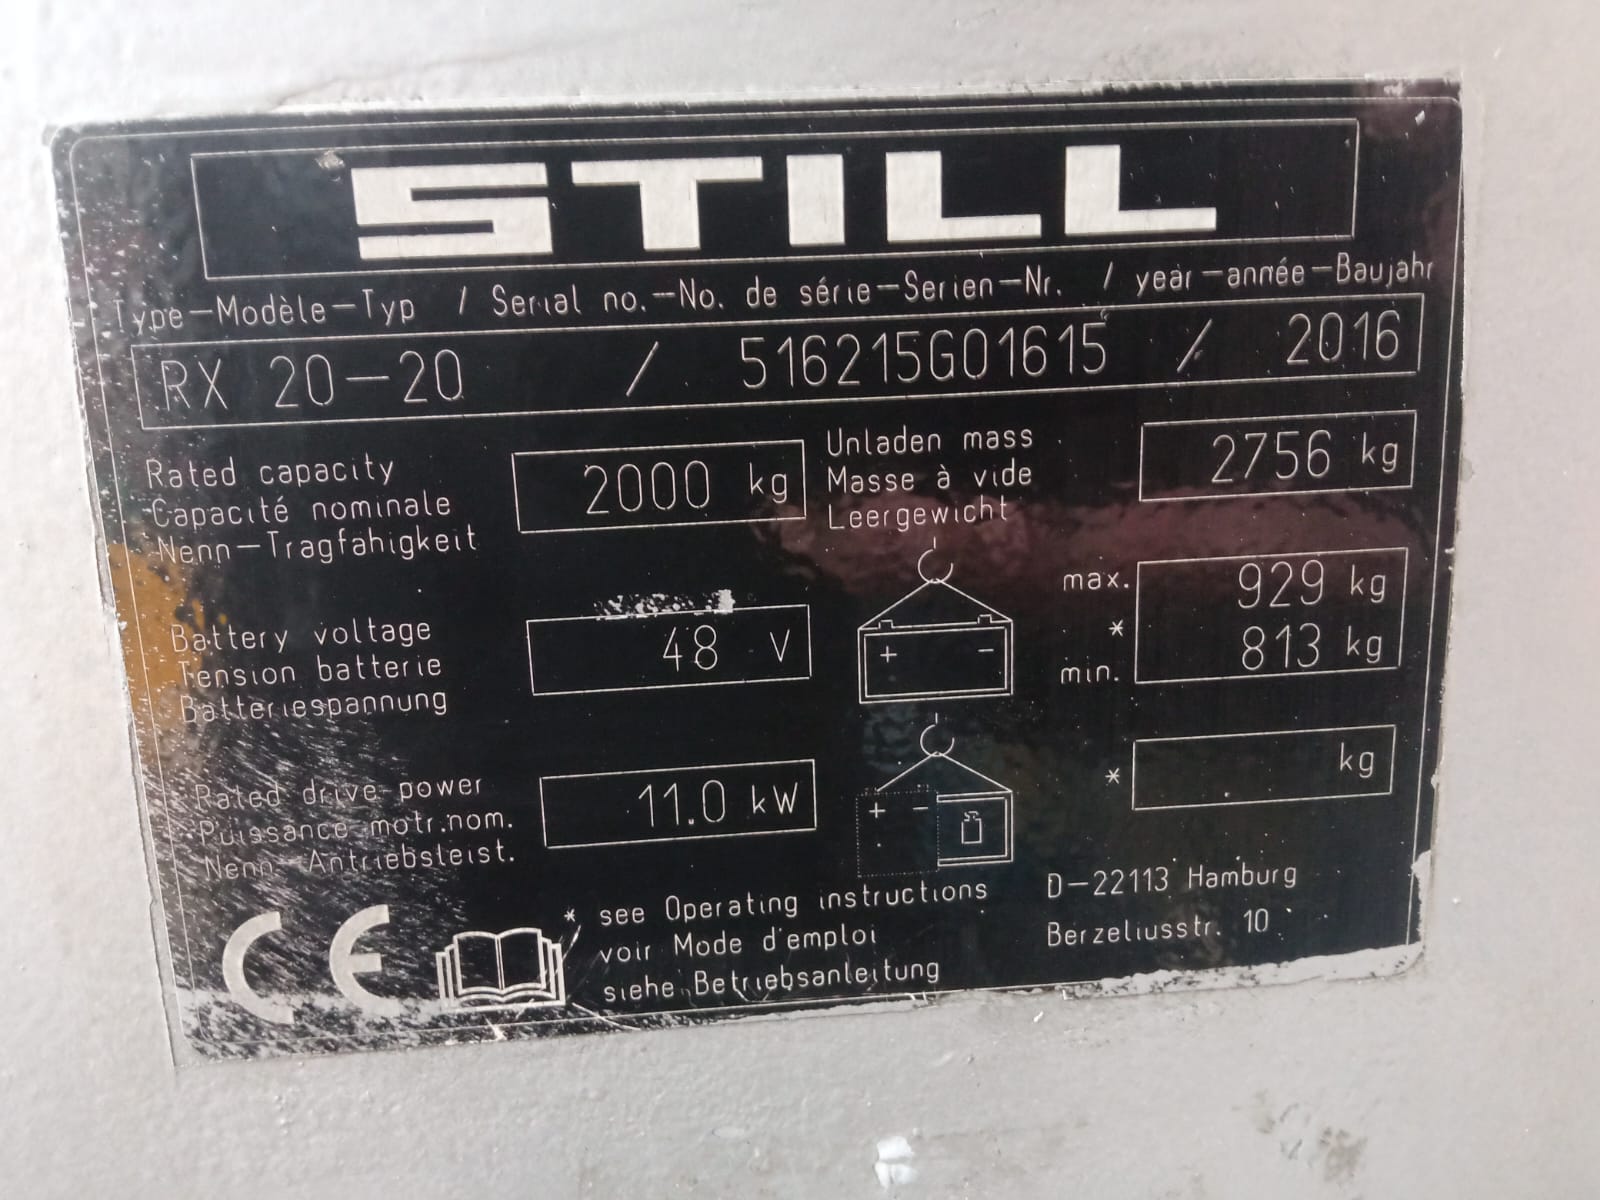 STILL
Type-Modèle-Typ / Serial no.-No. de série-Serien-Nr. / year-année-Baujahr
RX 20-20 / 516215G01615 / 2016
Rated capacity
Capacité nominale
Nenn-Tragfähigkeit
2000 kg
Unladen mass
Masse à vide
Leergewicht
2756 kg
Battery voltage
Tension batterie
Batteriespannung
48 V
+ -
max. 929 kg
*
min. 813 kg
Rated drive power
Puissance motr.nom.
Nenn-Antriebsleist.
11.0 kW
+ -
* kg
CE
* see Operating instructions
voir Mode d'emploi
siehe Betriebsanleitung
D-22113 Hamburg
Berzeliusstr. 10